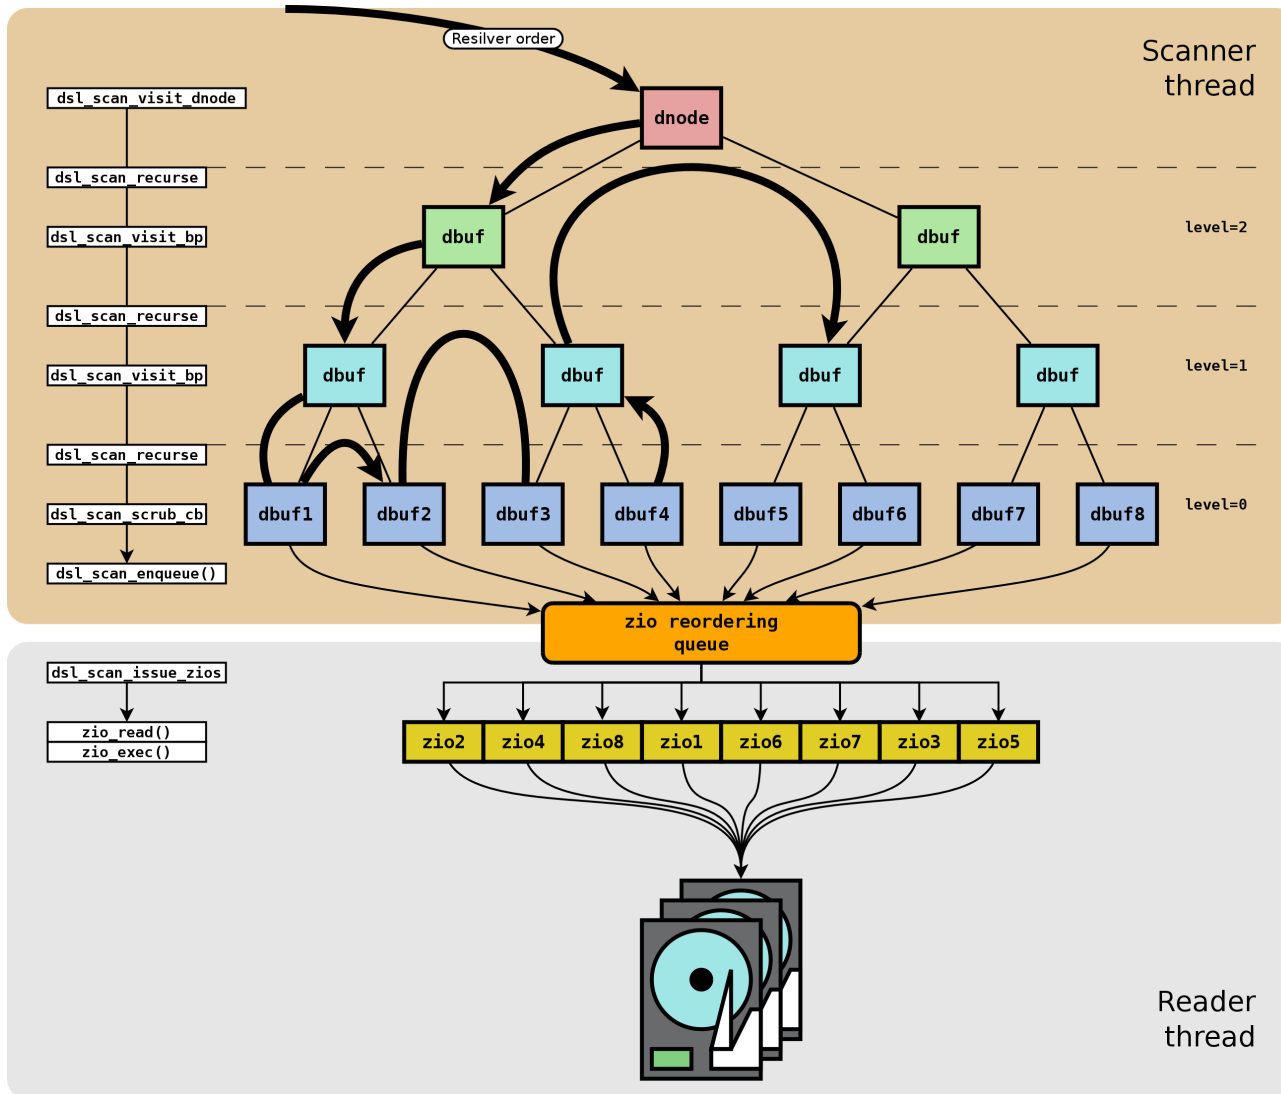 Resilver order
Scanner
thread
dsl_scan_visit_dnode
dnode
dsl_scan_recurse
dsl_scan_visit_bp
dbuf
dbuf
level=2
dsl_scan_recurse
dsl_scan_visit_bp
dbuf
dbuf
dbuf
dbuf
level=1
dsl_scan_recurse
dsl_scan_scrub_cb
dbuf1
dbuf2
dbuf3
dbuf4
dbuf5
dbuf6
dbuf7
dbuf8
level=0
dsl_scan_enqueue()
zio reordering
queue
dsl_scan_issue_zios
zio_read()
zio_exec()
zio2
zio4
zio8
zio1
zio6
zio7
zio3
zio5
Reader
thread